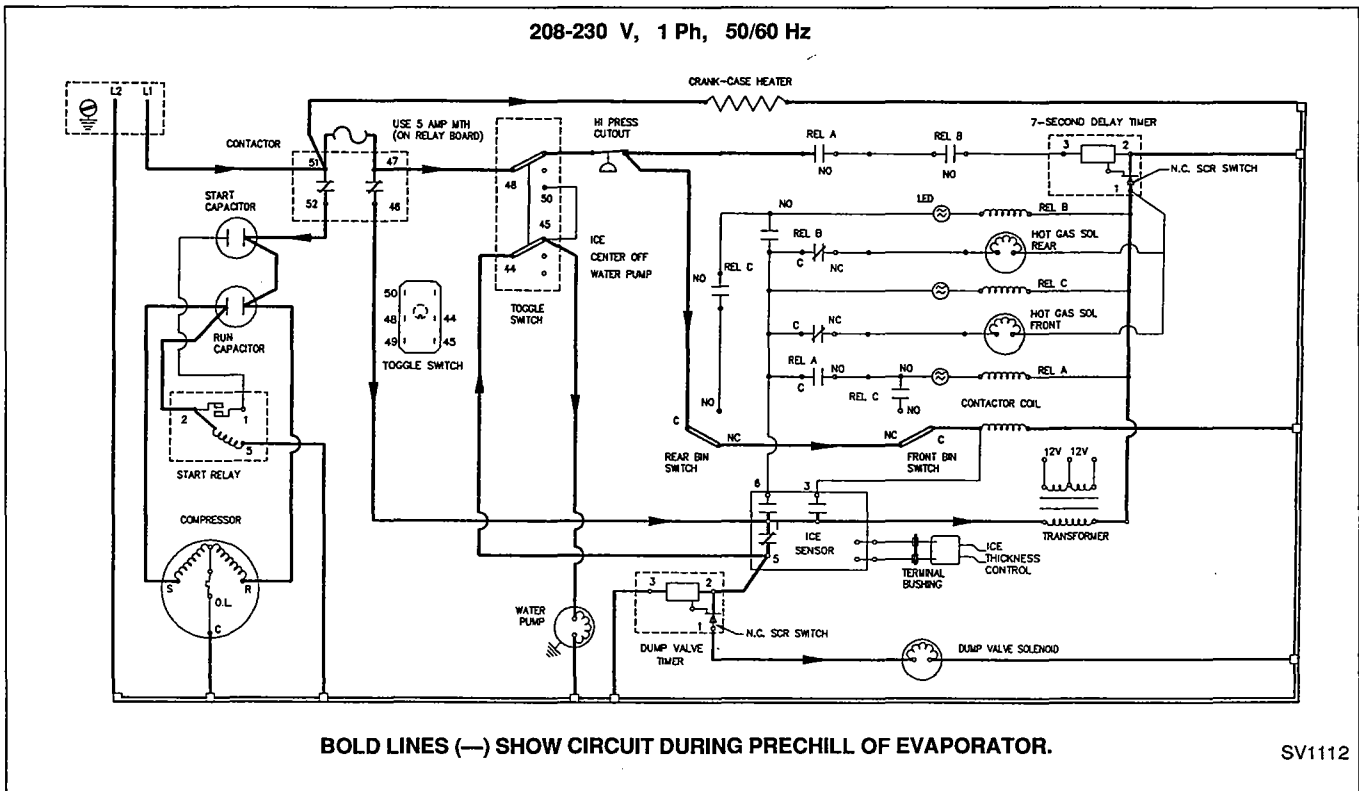 208-230 V, 1 Ph, 50/60 Hz
L2 L1
CRANK-CASE HEATER
USE 5 AMP MTH
(ON RELAY BOARD)
HI PRESS
CUTOUT
7-SECOND DELAY TIMER
CONTACTOR
51 47
REL A
REL B
3 2
NO
NO
N.C. SCR SWITCH
1
48
50
52 46
START
CAPACITOR
45
NO
LED
REL B
ICE
CENTER OFF
WATER PUMP
REL B
C NC
HOT GAS SOL
REAR
44
NO
REL C
REL C
50
48 44
49 45
TOGGLE SWITCH
TOGGLE
SWITCH
RUN
CAPACITOR
C NC
HOT GAS SOL
FRONT
REL A
C
NO
NO
REL A
REL C
NO
NO
CONTACTOR COIL
2 1
5
START RELAY
C
NC
REAR BIN
SWITCH
NC
C
FRONT BIN
SWITCH
12V 12V
6 3
COMPRESSOR
1
ICE
SENSOR
5
TRANSFORMER
ICE
THICKNESS
CONTROL
TERMINAL
BUSHING
S R
O.L.
C
WATER
PUMP
3 2
1
N.C. SCR SWITCH
DUMP VALVE
TIMER
DUMP VALVE SOLENOID
BOLD LINES (—) SHOW CIRCUIT DURING PRECHILL OF EVAPORATOR.
SV1112